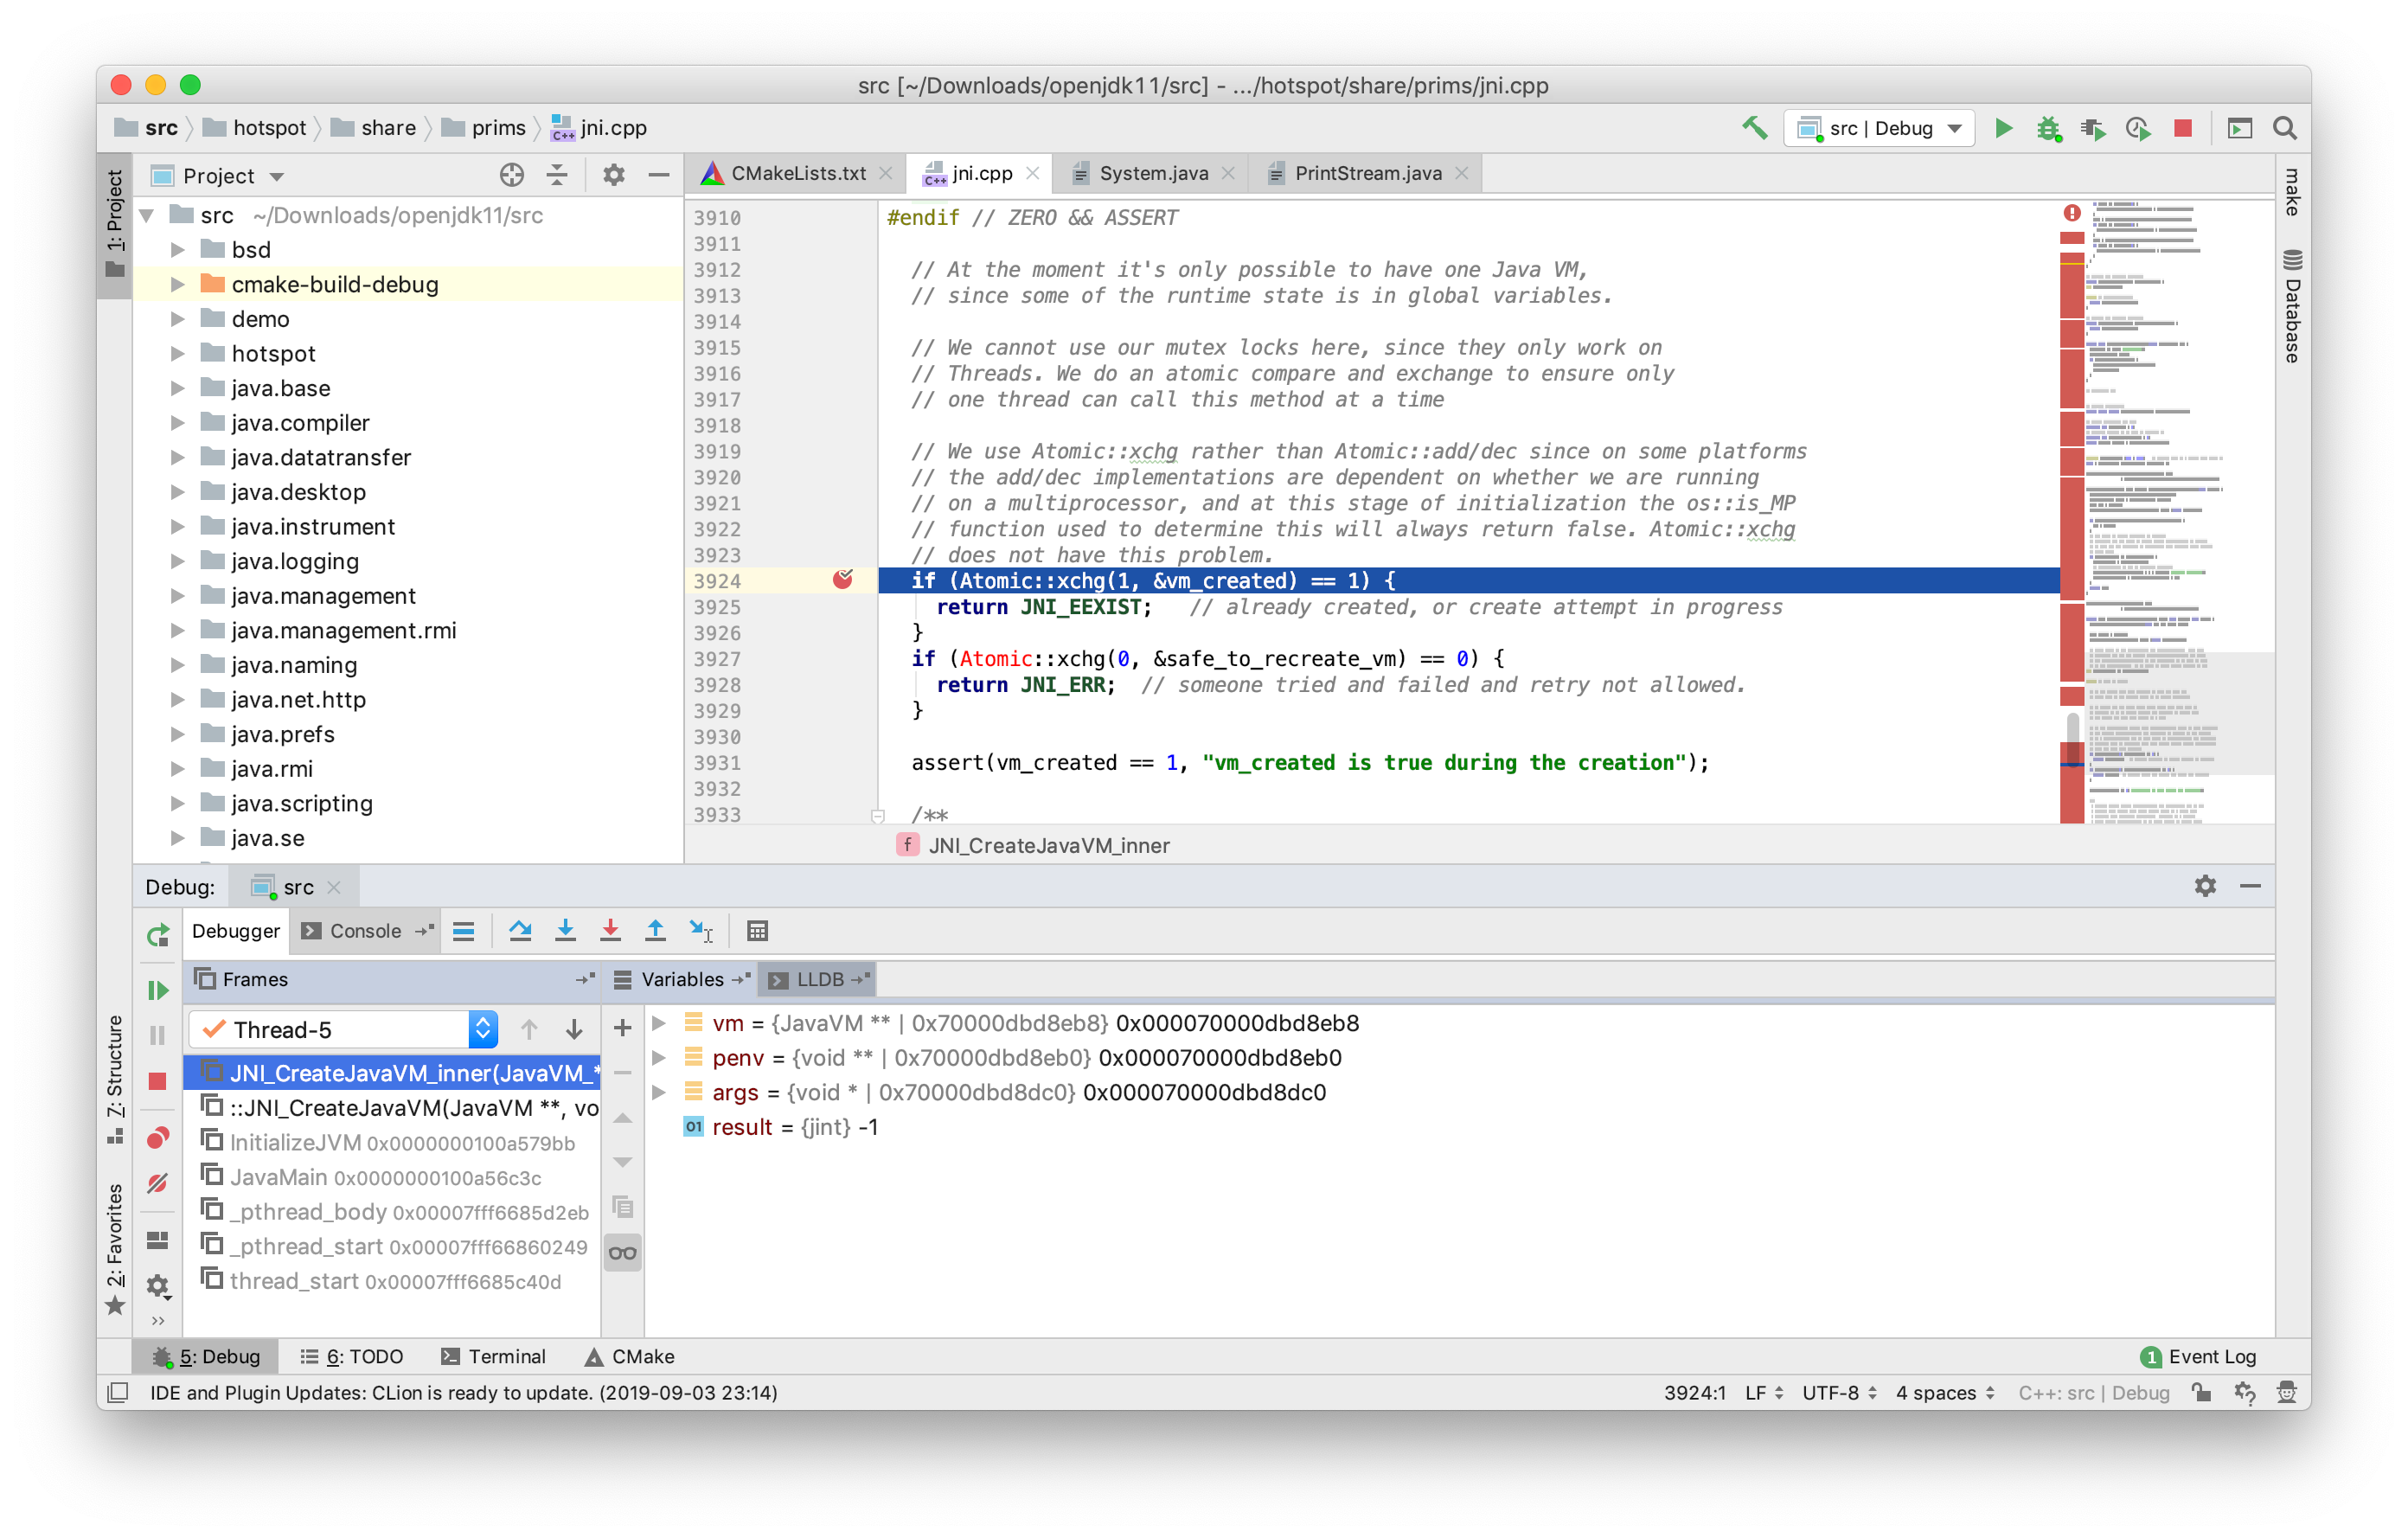 src [~/Downloads/openjdk11/src] - .../hotspot/share/prims/jni.cpp
src hotspot share prims jni.cpp
src | Debug
1: Project
Project
src ~/Downloads/openjdk11/src
bsd
cmake-build-debug
demo
hotspot
java.base
java.compiler
java.datatransfer
java.desktop
java.instrument
java.logging
java.management
java.management.rmi
java.naming
java.net.http
java.prefs
java.rmi
java.scripting
java.se
CMakeLists.txt jni.cpp System.java PrintStream.java
3910 #endif // ZERO && ASSERT
3911
3912 // At the moment it's only possible to have one Java VM,
3913 // since some of the runtime state is in global variables.
3914
3915 // We cannot use our mutex locks here, since they only work on
3916 // Threads. We do an atomic compare and exchange to ensure only
3917 // one thread can call this method at a time
3918
3919 // We use Atomic::xchg rather than Atomic::add/dec since on some platforms
3920 // the add/dec implementations are dependent on whether we are running
3921 // on a multiprocessor, and at this stage of initialization the os::is_MP
3922 // function used to determine this will always return false. Atomic::xchg
3923 // does not have this problem.
3924 if (Atomic::xchg(1, &vm_created) == 1) {
3925 return JNI_EEXIST; // already created, or create attempt in progress
3926 }
3927 if (Atomic::xchg(0, &safe_to_recreate_vm) == 0) {
3928 return JNI_ERR; // someone tried and failed and retry not allowed.
3929 }
3930
3931 assert(vm_created == 1, "vm_created is true during the creation");
3932
3933 /**
f JNI_CreateJavaVM_inner
make
Database
Debug: src
Debugger Console
Frames
Variables LLDB
Thread-5
JNI_CreateJavaVM_inner(JavaVM_*
::JNI_CreateJavaVM(JavaVM **, vo
InitializeJVM 0x0000000100a579bb
JavaMain 0x0000000100a56c3c
_pthread_body 0x00007fff6685d2eb
_pthread_start 0x00007fff66860249
thread_start 0x00007fff6685c40d
vm = {JavaVM ** | 0x70000dbd8eb8} 0x000070000dbd8eb8
penv = {void ** | 0x70000dbd8eb0} 0x000070000dbd8eb0
args = {void * | 0x70000dbd8dc0} 0x000070000dbd8dc0
01 result = {jint} -1
7: Structure
2: Favorites
5: Debug 6: TODO Terminal CMake
1 Event Log
IDE and Plugin Updates: CLion is ready to update. (2019-09-03 23:14)
3924:1 LF UTF-8 4 spaces C++: src | Debug